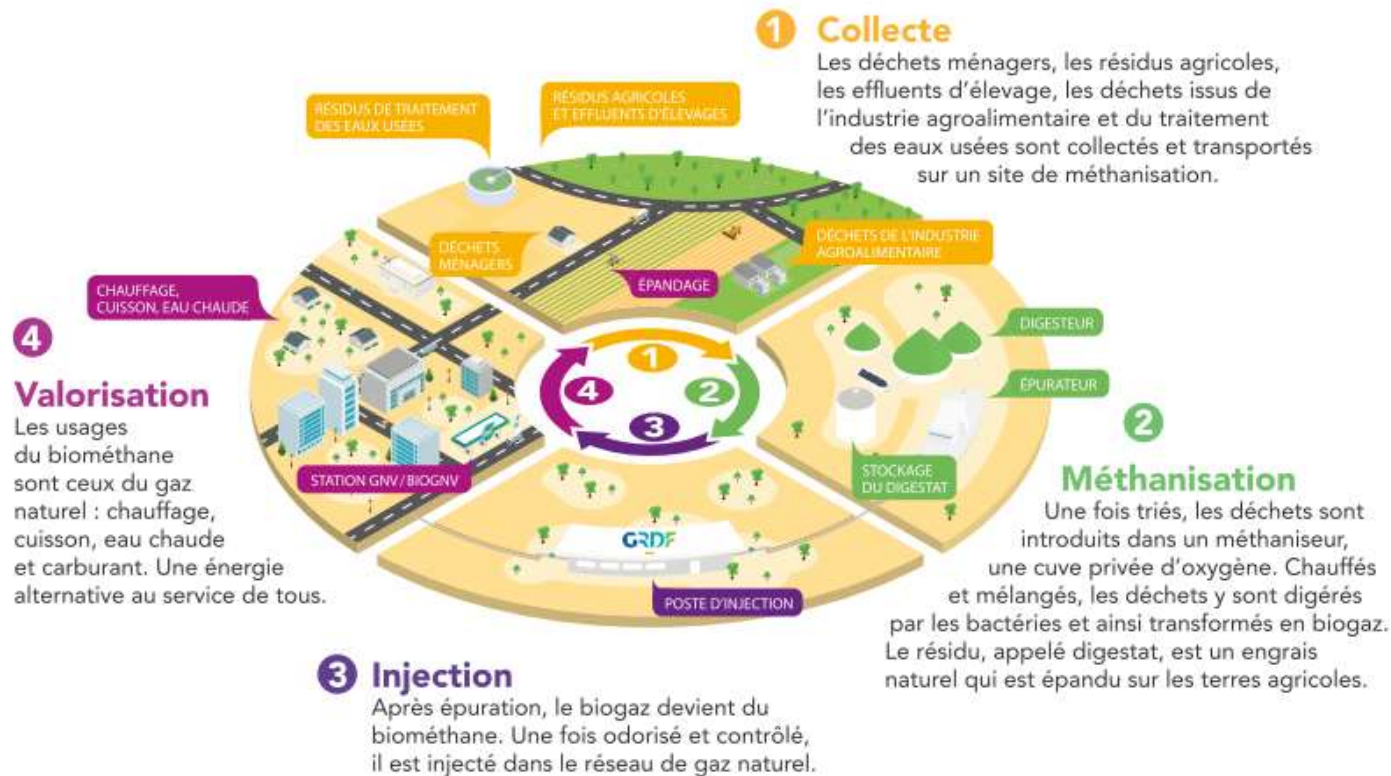 1 Collecte
Les déchets ménagers, les résidus agricoles,
les effluents d'élevage, les déchets issus de
l'industrie agroalimentaire et du traitement
des eaux usées sont collectés et transportés
sur un site de méthanisation.
RÉSIDUS DE TRAITEMENT
DES EAUX USÉES
RÉSIDUS AGRICOLES
ET EFFLUENTS D'ÉLEVAGES
DÉCHETS
MÉNAGERS
DÉCHETS DE L'INDUSTRIE
AGROALIMENTAIRE
ÉPANDAGE
CHAUFFAGE,
CUISSON, EAU CHAUDE
DIGESTEUR
ÉPURATEUR
1
2
3
4
STOCKAGE
DU DIGESTAT
STATION GNV / BIOGNV
GRDF
POSTE D'INJECTION
4
Valorisation
Les usages
du biométhane
sont ceux du gaz
naturel : chauffage,
cuisson, eau chaude
et carburant. Une énergie
alternative au service de tous.
2
Méthanisation
Une fois triés, les déchets sont
introduits dans un méthaniseur,
une cuve privée d'oxygène. Chauffés
et mélangés, les déchets y sont digérés
par les bactéries et ainsi transformés en biogaz.
Le résidu, appelé digestat, est un engrais
naturel qui est épandu sur les terres agricoles.
3 Injection
Après épuration, le biogaz devient du
biométhane. Une fois odorisé et contrôlé,
il est injecté dans le réseau de gaz naturel.